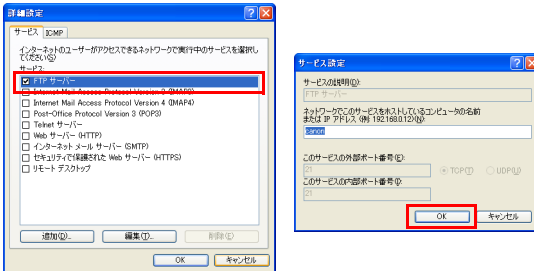 詳細設定
サービス ICMP
インターネットのユーザーがアクセスできるネットワークで実行中のサービスを選択し
てください(S)
サービス
FTP サーバー
Internet Mail Access Protocol Version 3 (IMAP3)
Internet Mail Access Protocol Version 4 (IMAP4)
Post-Office Protocol Version 3 (POP3)
Telnet サーバー
Web サーバー (HTTP)
インターネット メール サーバー (SMTP)
セキュリティで保護された Web サーバー (HTTPS)
リモート デスクトップ
追加(D)... 編集(T)... 削除(E)
OK キャンセル
サービス設定
サービスの説明(D):
FTP サーバー
ネットワークでこのサービスをホストしているコンピュータの名前
または IP アドレス (例 192.168.0.12)(N):
canon
このサービスの外部ポート番号(E):
21 TCP(T) UDP(U)
このサービスの内部ポート番号(I):
21
OK キャンセル